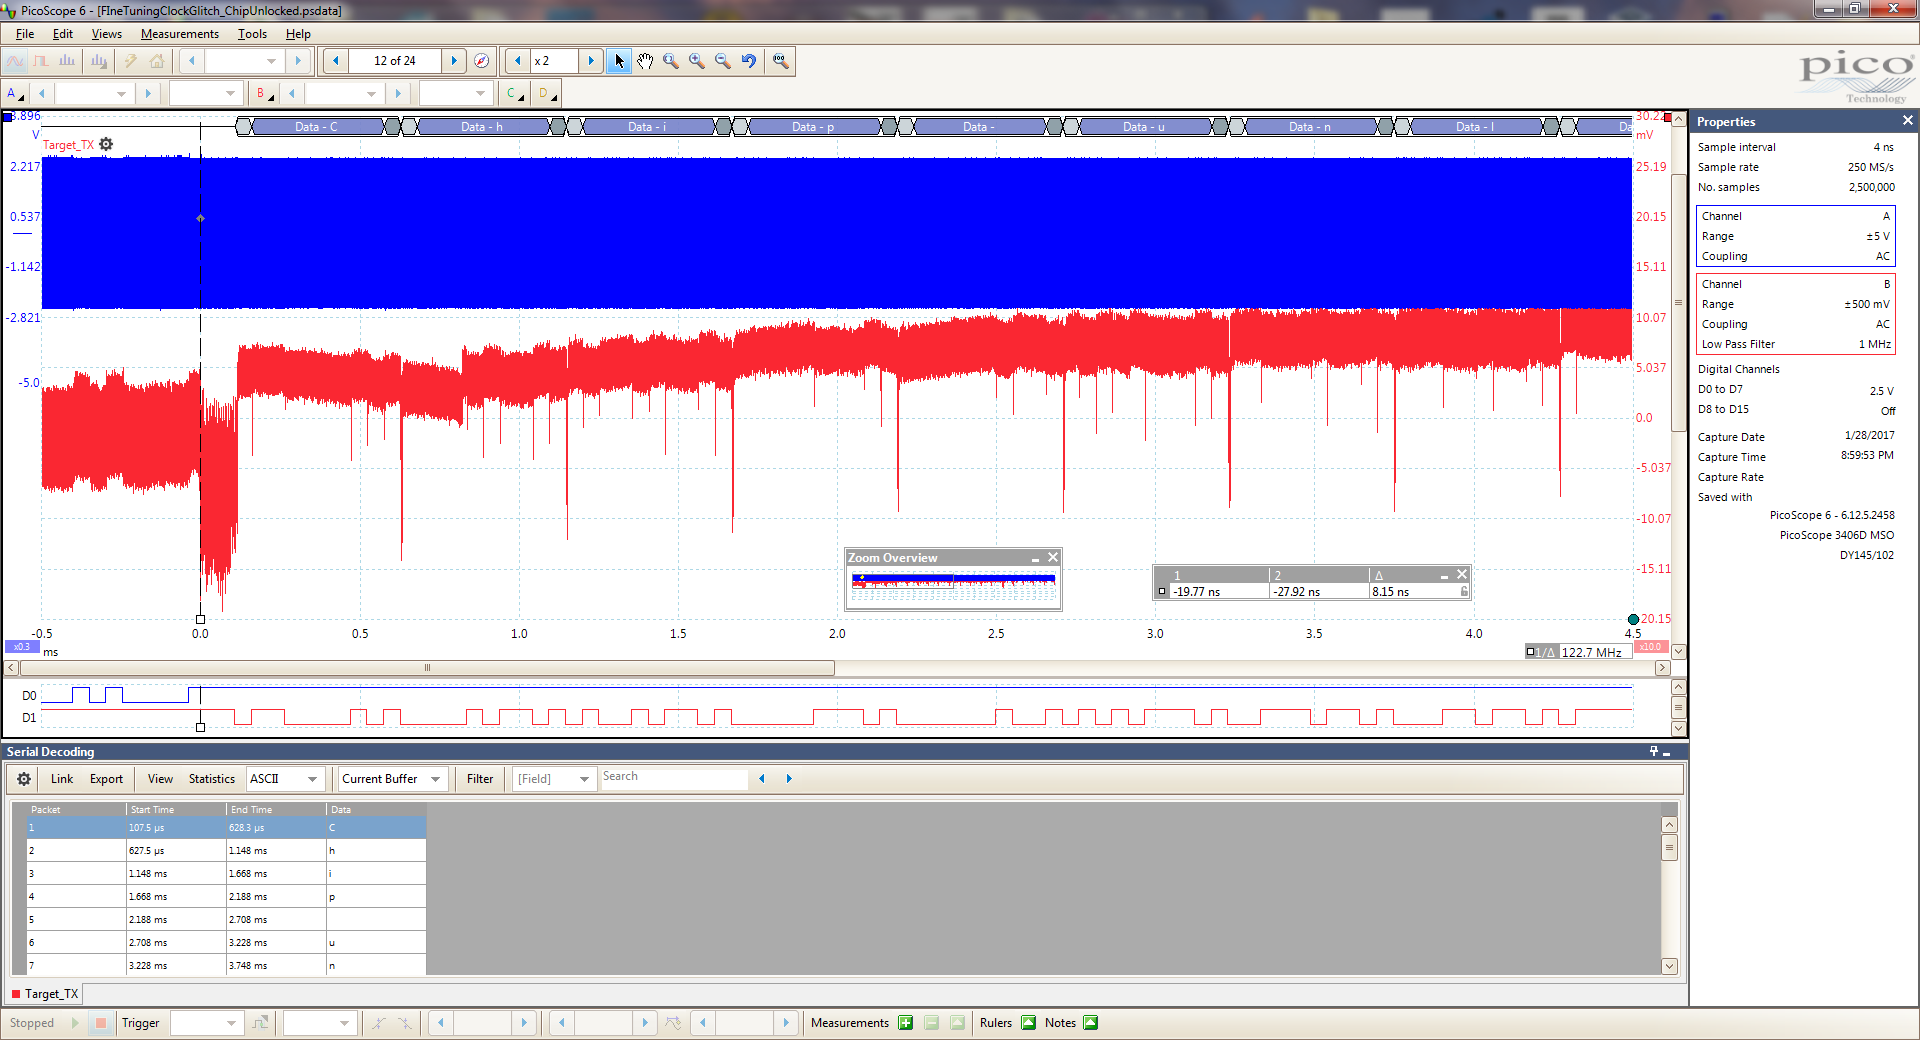 PicoScope 6 - [FIneTuningClockGlitch_ChipUnlocked.psdata]
File Edit Views Measurements Tools Help
12 of 24 x 2
pico
Technology
A B C D
3.896 Data - C Data - h Data - i Data - p Data - Data - u Data - n Data - l Da 30.22
V mV
Target_TX
2.217 25.19
0.537 20.15
-1.142 15.11
-2.821 10.07
-5.0 5.037
0.0
-5.037
-10.07
-15.11
20.15
Zoom Overview
1 2 Δ
-19.77 ns -27.92 ns 8.15 ns
-0.5 0.0 0.5 1.0 1.5 2.0 2.5 3.0 3.5 4.0 4.5
x0.3 ms 1/Δ 122.7 MHz x10.0
D0
D1
Properties
Sample interval 4 ns
Sample rate 250 MS/s
No. samples 2,500,000
Channel A
Range ±5 V
Coupling AC
Channel B
Range ±500 mV
Coupling AC
Low Pass Filter 1 MHz
Digital Channels
D0 to D7 2.5 V
D8 to D15 Off
Capture Date 1/28/2017
Capture Time 8:59:53 PM
Capture Rate
Saved with
PicoScope 6 - 6.12.5.2458
PicoScope 3406D MSO
DY145/102
Serial Decoding
Link Export View Statistics ASCII Current Buffer Filter [Field] Search
Packet Start Time End Time Data
1 107.5 µs 628.3 µs C
2 627.5 µs 1.148 ms h
3 1.148 ms 1.668 ms i
4 1.668 ms 2.188 ms p
5 2.188 ms 2.708 ms
6 2.708 ms 3.228 ms u
7 3.228 ms 3.748 ms n
Target_TX
Stopped Trigger Measurements Rulers Notes